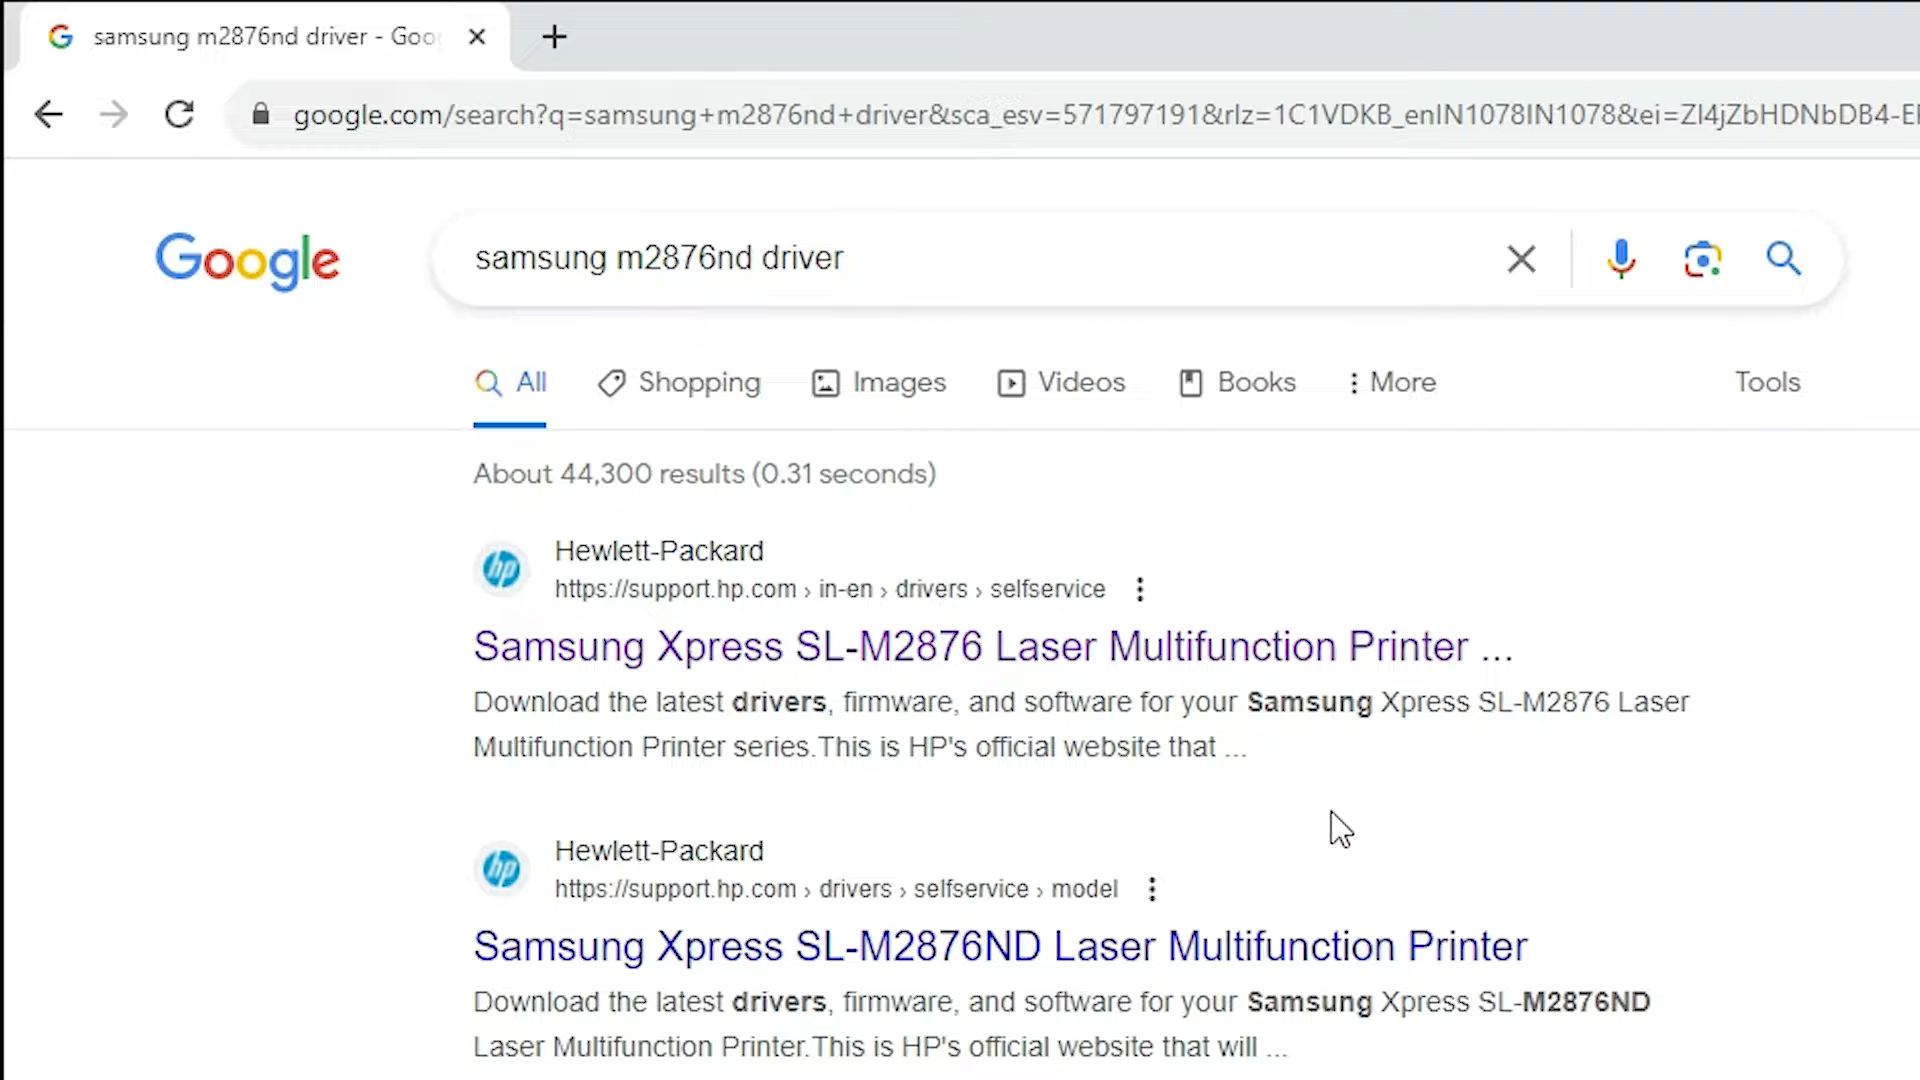 samsung m2876nd driver - Goo
google.com/search?q=samsung+m2876nd+driver&sca_esv=571797191&rlz=1C1VDKB_enIN1078IN1078&ei=ZI4jZbHDNbDB4-E
Google
samsung m2876nd driver
All Shopping Images Videos Books More Tools
About 44,300 results (0.31 seconds)
hp Hewlett-Packard
https://support.hp.com › in-en › drivers › selfservice
Samsung Xpress SL-M2876 Laser Multifunction Printer ...
Download the latest drivers, firmware, and software for your Samsung Xpress SL-M2876 Laser
Multifunction Printer series.This is HP's official website that ...
hp Hewlett-Packard
https://support.hp.com › drivers › selfservice › model
Samsung Xpress SL-M2876ND Laser Multifunction Printer
Download the latest drivers, firmware, and software for your Samsung Xpress SL-M2876ND
Laser Multifunction Printer.This is HP's official website that will ...